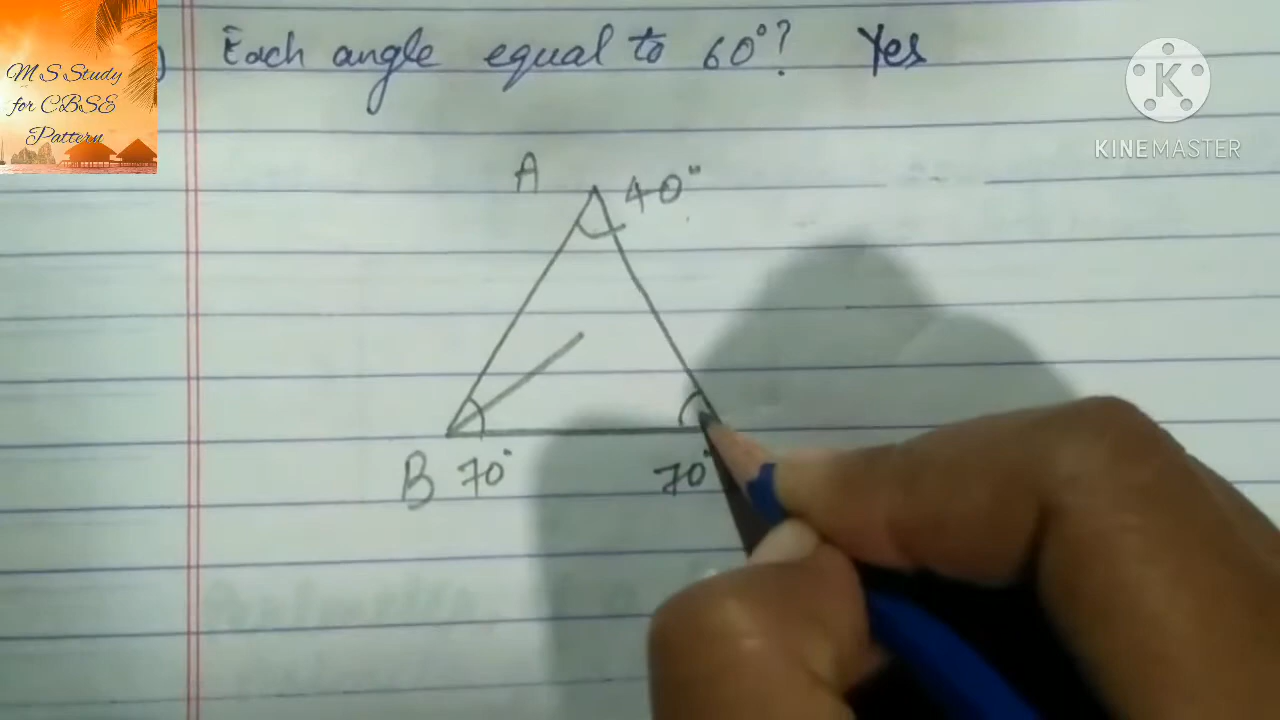 M S Study
for CBSE
Pattern
) Each angle equal to 60°? Yes
K
KINEMASTER
A 40°
B 70° 70°